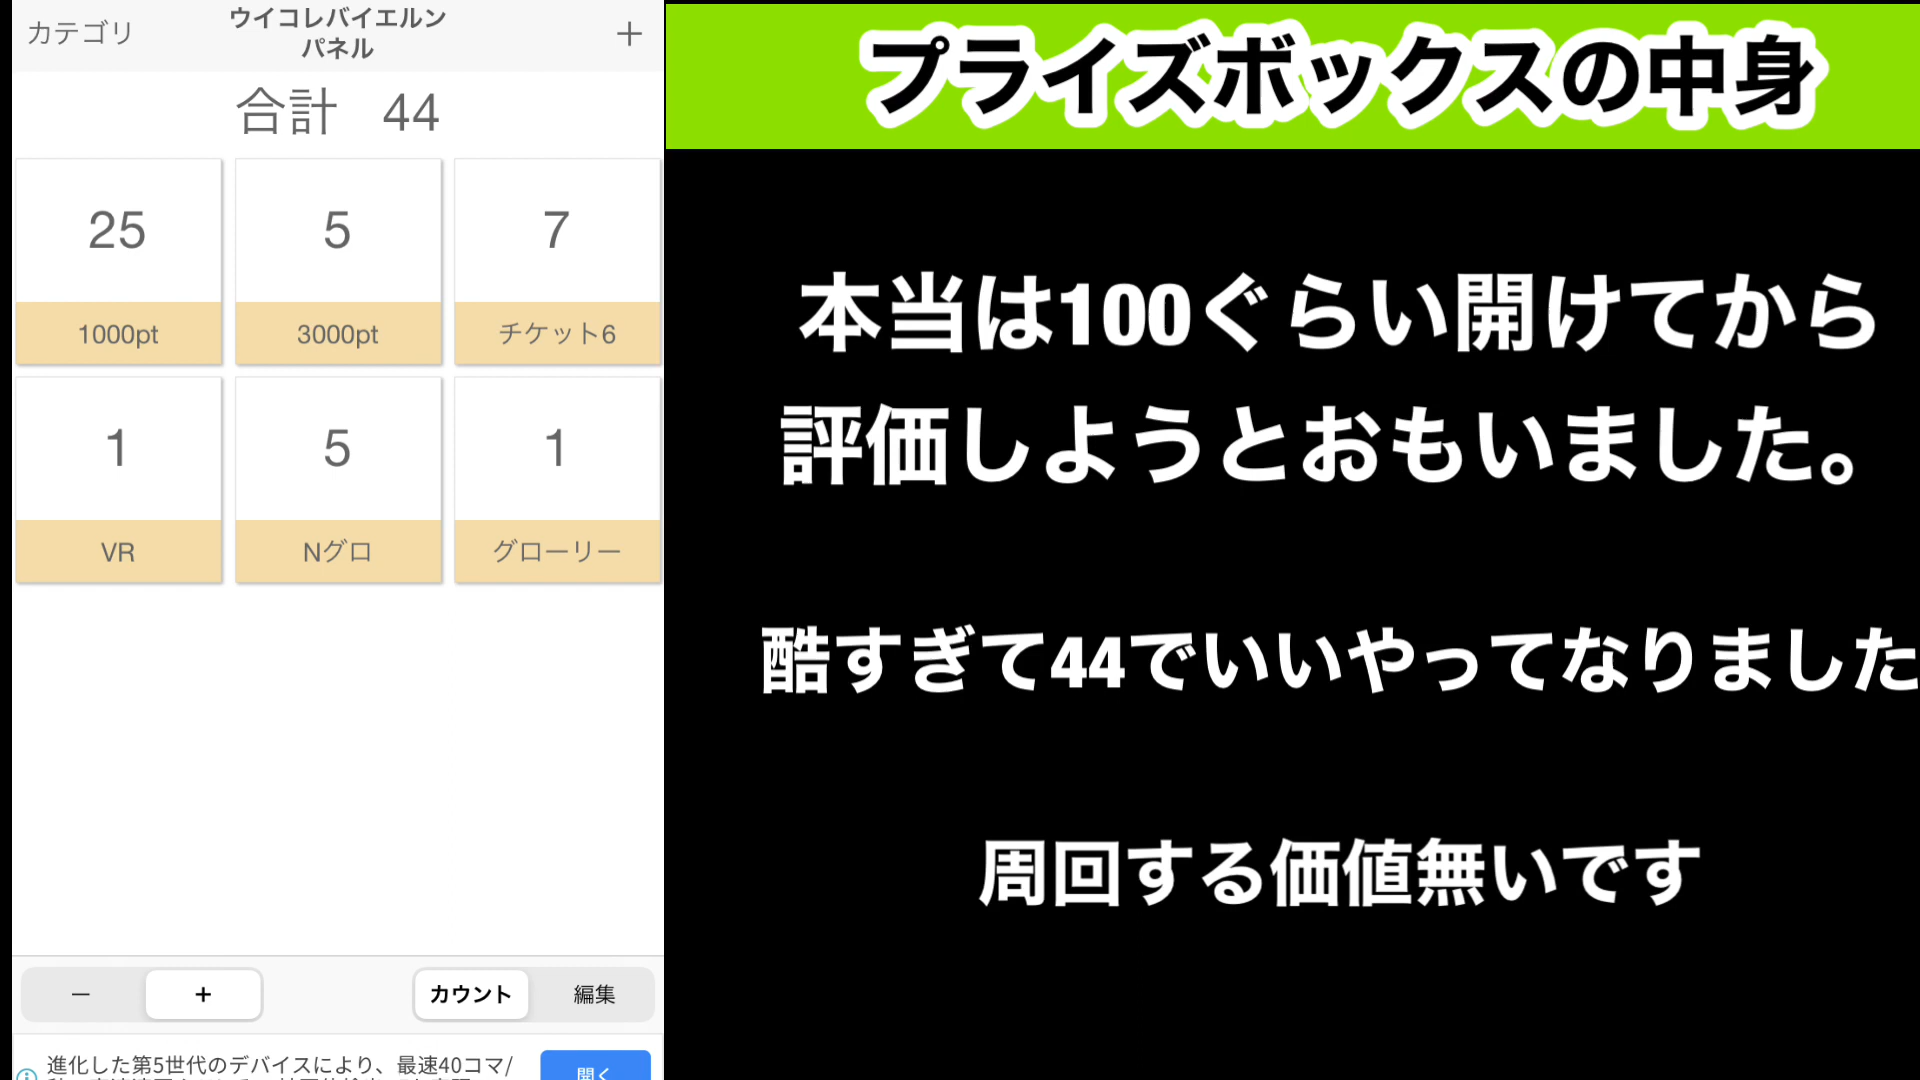 カテゴリ
ウイコレバイエルン
パネル
+
合計 44
25
5
7
1000pt
3000pt
チケット6
1
5
1
VR
Nグロ
グローリー
－
+
カウント
編集
進化した第5世代のデバイスにより、最速40コマ/
開く
プライズボックスの中身
本当は100ぐらい開けてから
評価しようとおもいました。
酷すぎて44でいいやってなりました
周回する価値無いです